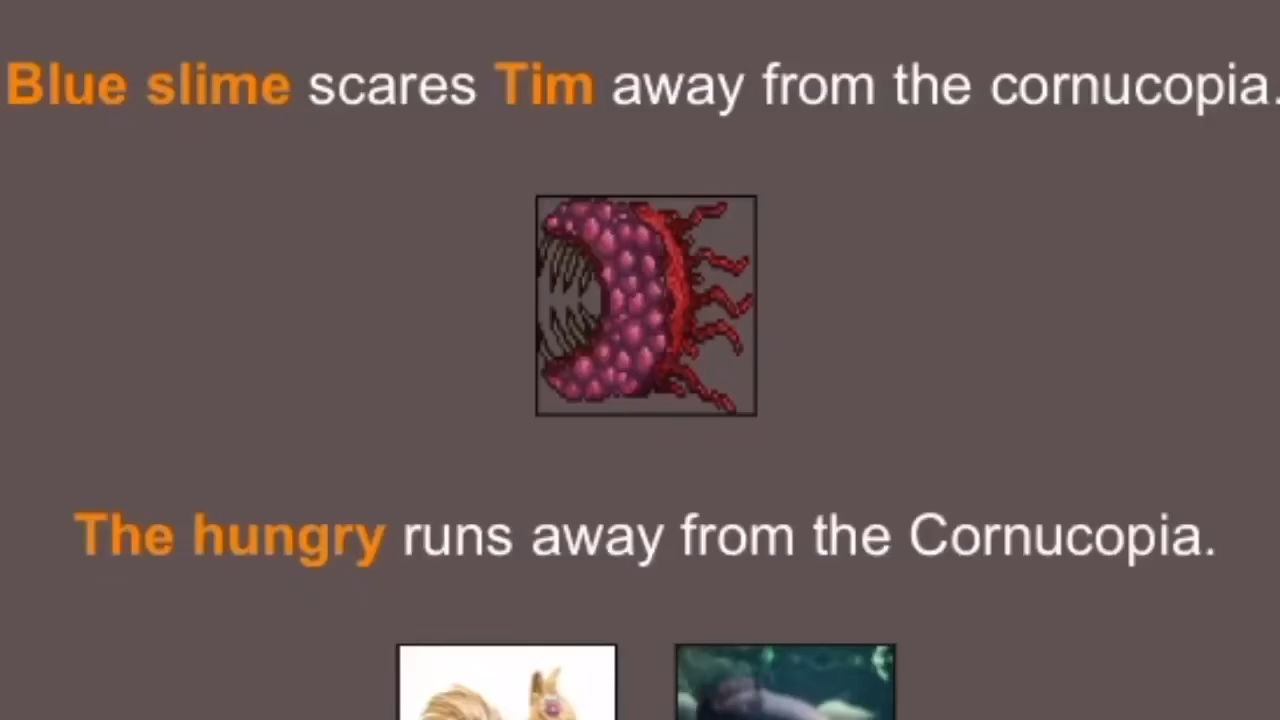 Blue slime scares Tim away from the cornucopia.
The hungry runs away from the Cornucopia.